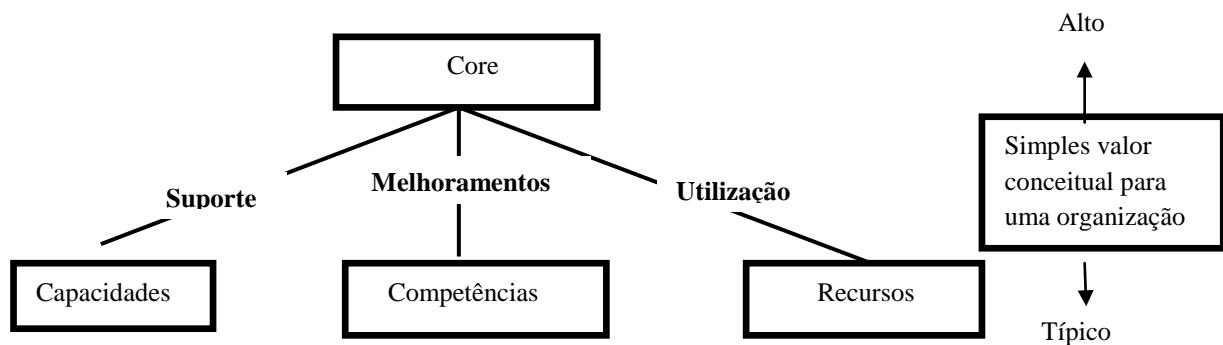 Core
Suporte
Melhoramentos
Utilização
Capacidades
Competências
Recursos
Alto
Simples valor
conceitual para
uma organização
Típico